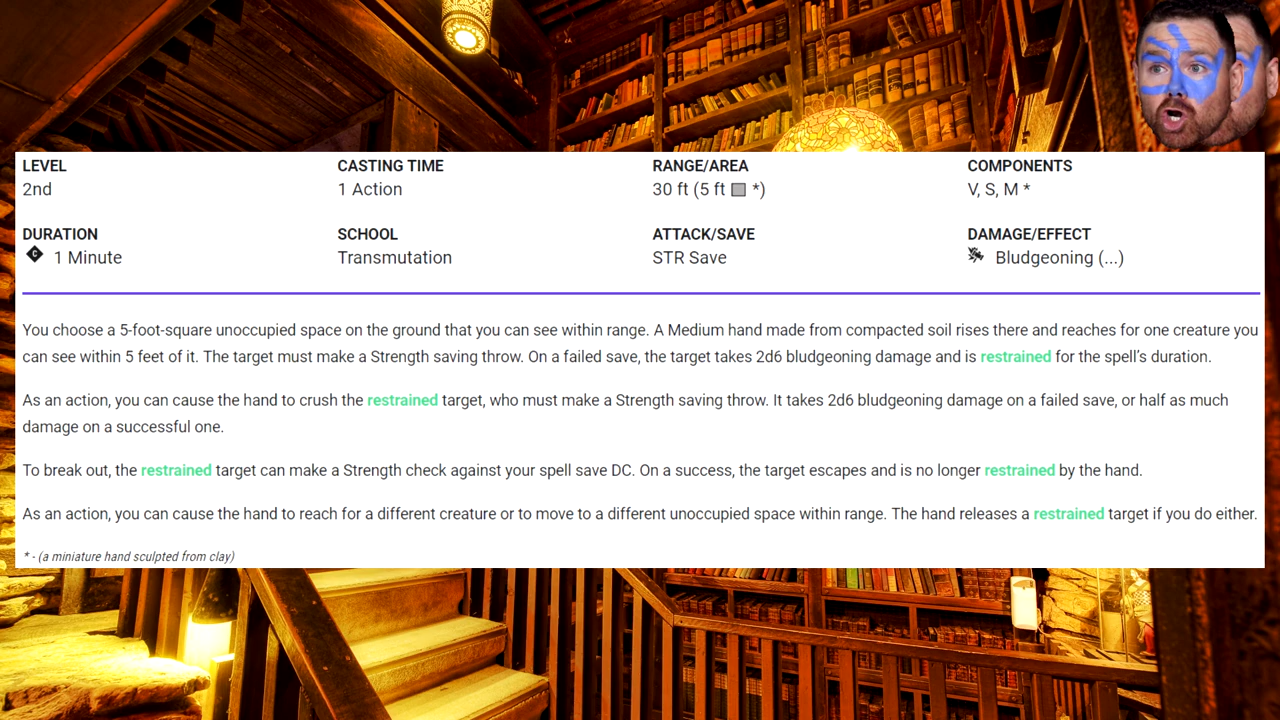 LEVEL CASTING TIME RANGE/AREA COMPONENTS
2nd 1 Action 30 ft (5 ft *) V, S, M *
DURATION SCHOOL ATTACK/SAVE DAMAGE/EFFECT
C 1 Minute Transmutation STR Save Bludgeoning (...)
You choose a 5-foot-square unoccupied space on the ground that you can see within range. A Medium hand made from compacted soil rises there and reaches for one creature you
can see within 5 feet of it. The target must make a Strength saving throw. On a failed save, the target takes 2d6 bludgeoning damage and is restrained for the spell’s duration.
As an action, you can cause the hand to crush the restrained target, who must make a Strength saving throw. It takes 2d6 bludgeoning damage on a failed save, or half as much
damage on a successful one.
To break out, the restrained target can make a Strength check against your spell save DC. On a success, the target escapes and is no longer restrained by the hand.
As an action, you can cause the hand to reach for a different creature or to move to a different unoccupied space within range. The hand releases a restrained target if you do either.
* - (a miniature hand sculpted from clay)